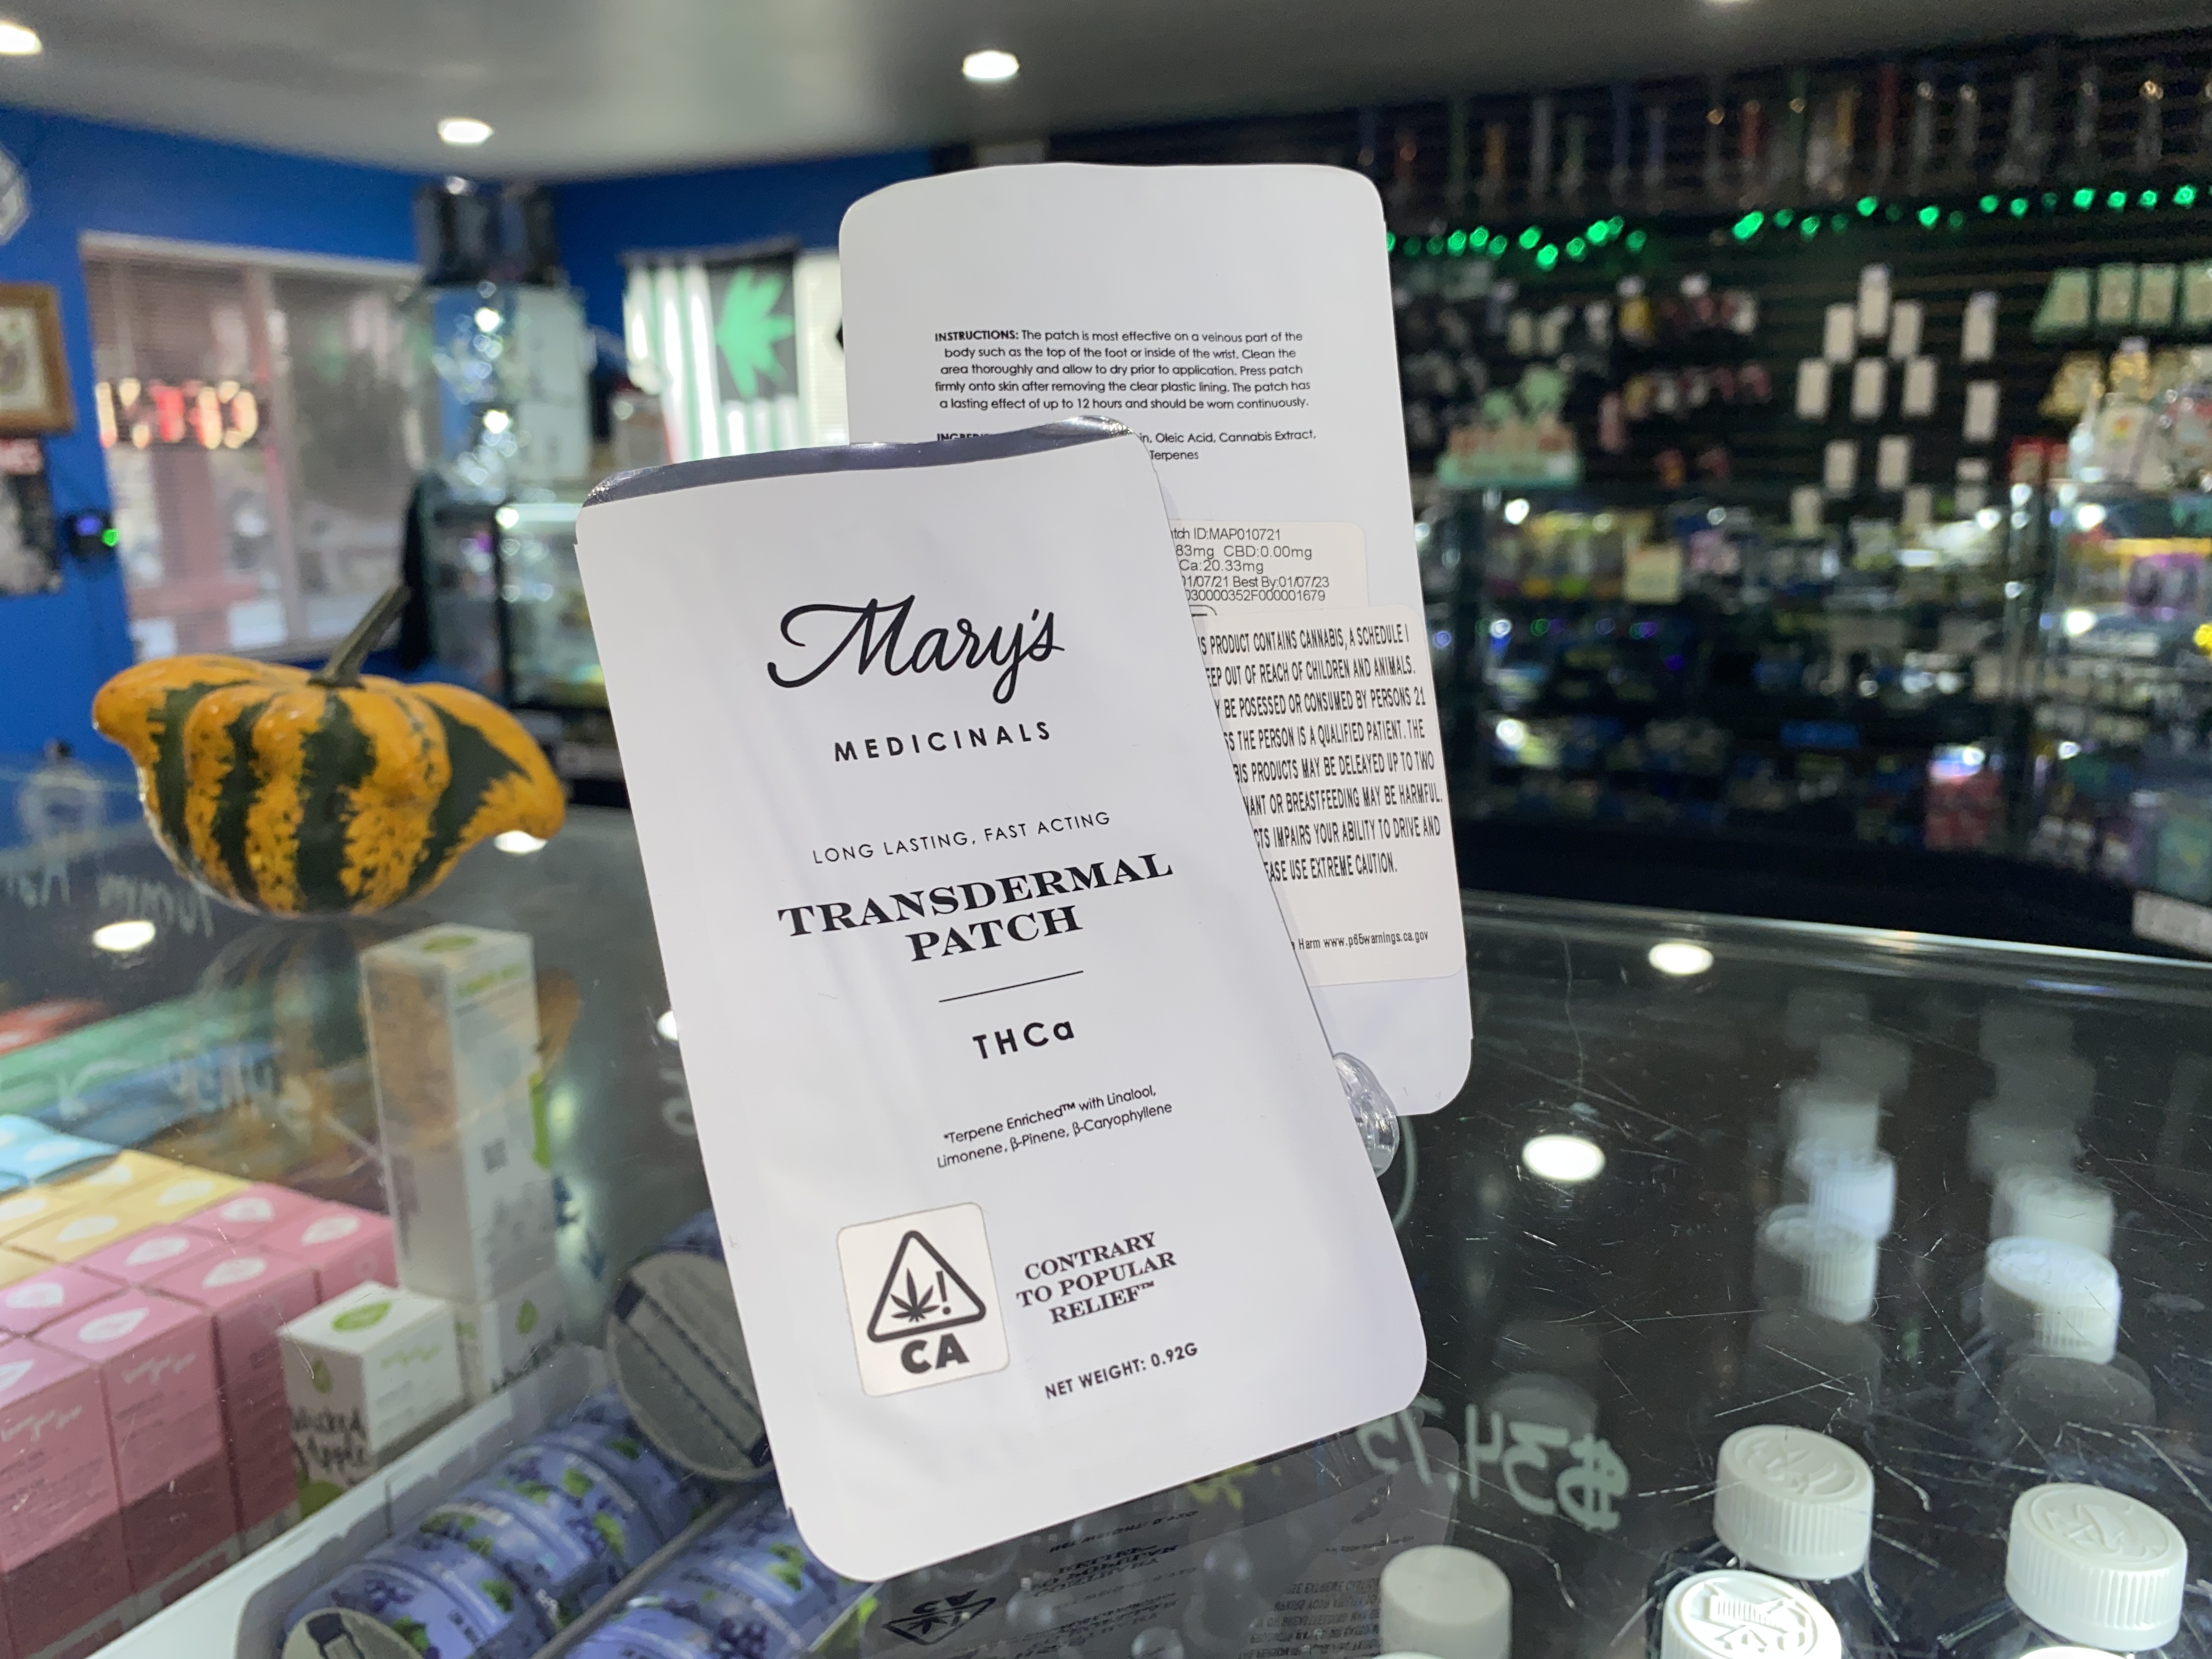 INSTRUCTIONS: The patch is most effective on a veinous part of the
body such as the top of the foot or inside of the wrist. Clean the
area thoroughly and allow to dry prior to application. Press patch
firmly onto skin after removing the clear plastic lining. The patch has
a lasting effect of up to 12 hours and should be worn continuously.
Oleic Acid, Cannabis Extract,
Terpenes
ID:MAP010721
83mg CBD:0.00mg
Ca:20.33mg
01/07/21 Best By:01/07/23
030000352F000001679
PRODUCT CONTAINS CANNABIS, A SCHEDULE I
OUT OF REACH OF CHILDREN AND ANIMALS.
BE POSESSED OR CONSUMED BY PERSONS 21
THE PERSON IS A QUALIFIED PATIENT. THE
PRODUCTS MAY BE DELEAYED UP TO TWO
OR BREASTFEEDING MAY BE HARMFUL.
IMPAIRS YOUR ABILITY TO DRIVE AND
USE EXTREME CAUTION.
Harm www.p65warnings.ca.gov
Mary's
MEDICINALS
LONG LASTING, FAST ACTING
TRANSDERMAL
PATCH
THCa
*Terpene Enriched™ with Linalool,
Limonene, β-Pinene, β-Caryophyllene
CA
CONTRARY
TO POPULAR
RELIEF™
NET WEIGHT: 0.92G
Wicked
Apple
$34.75